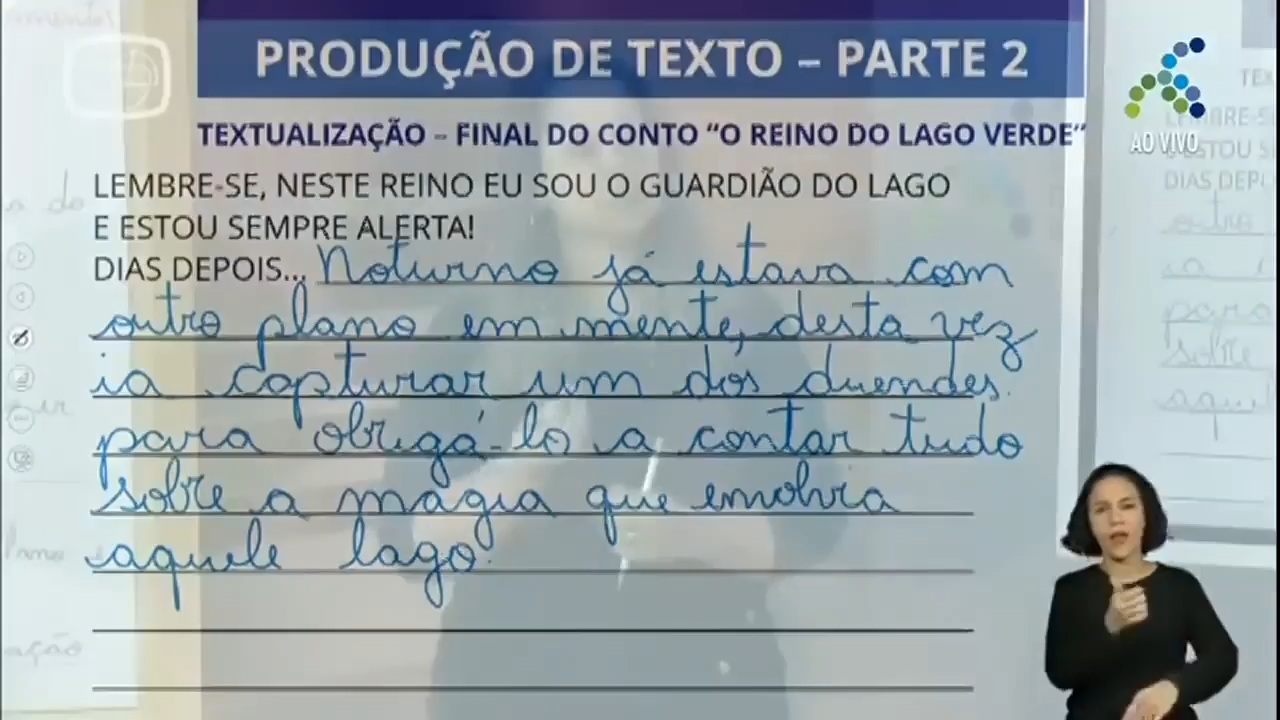 PRODUÇÃO DE TEXTO – PARTE 2
AO VIVO
TEXTUALIZAÇÃO – FINAL DO CONTO "O REINO DO LAGO VERDE"
LEMBRE-SE, NESTE REINO EU SOU O GUARDIÃO DO LAGO
E ESTOU SEMPRE ALERTA!
DIAS DEPOIS... Noturno já estava com
outro plano em mente, desta vez
ia capturar um dos duendes
para obrigá-lo a contar tudo
sobre a magia que envolvia
aquele lago.